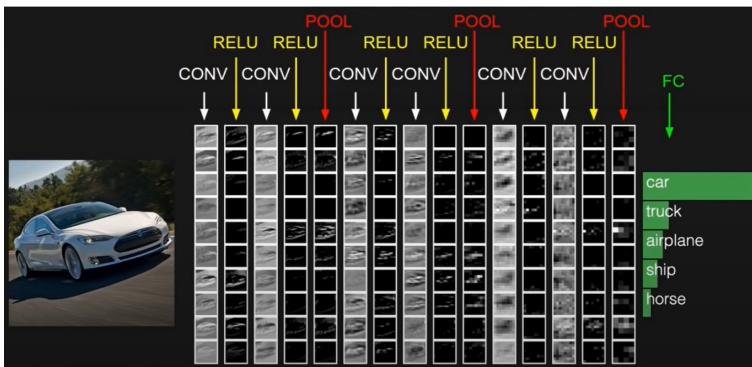 POOL POOL POOL
RELU RELU RELU RELU RELU RELU
CONV CONV CONV CONV CONV CONV
FC
car
truck
airplane
ship
horse